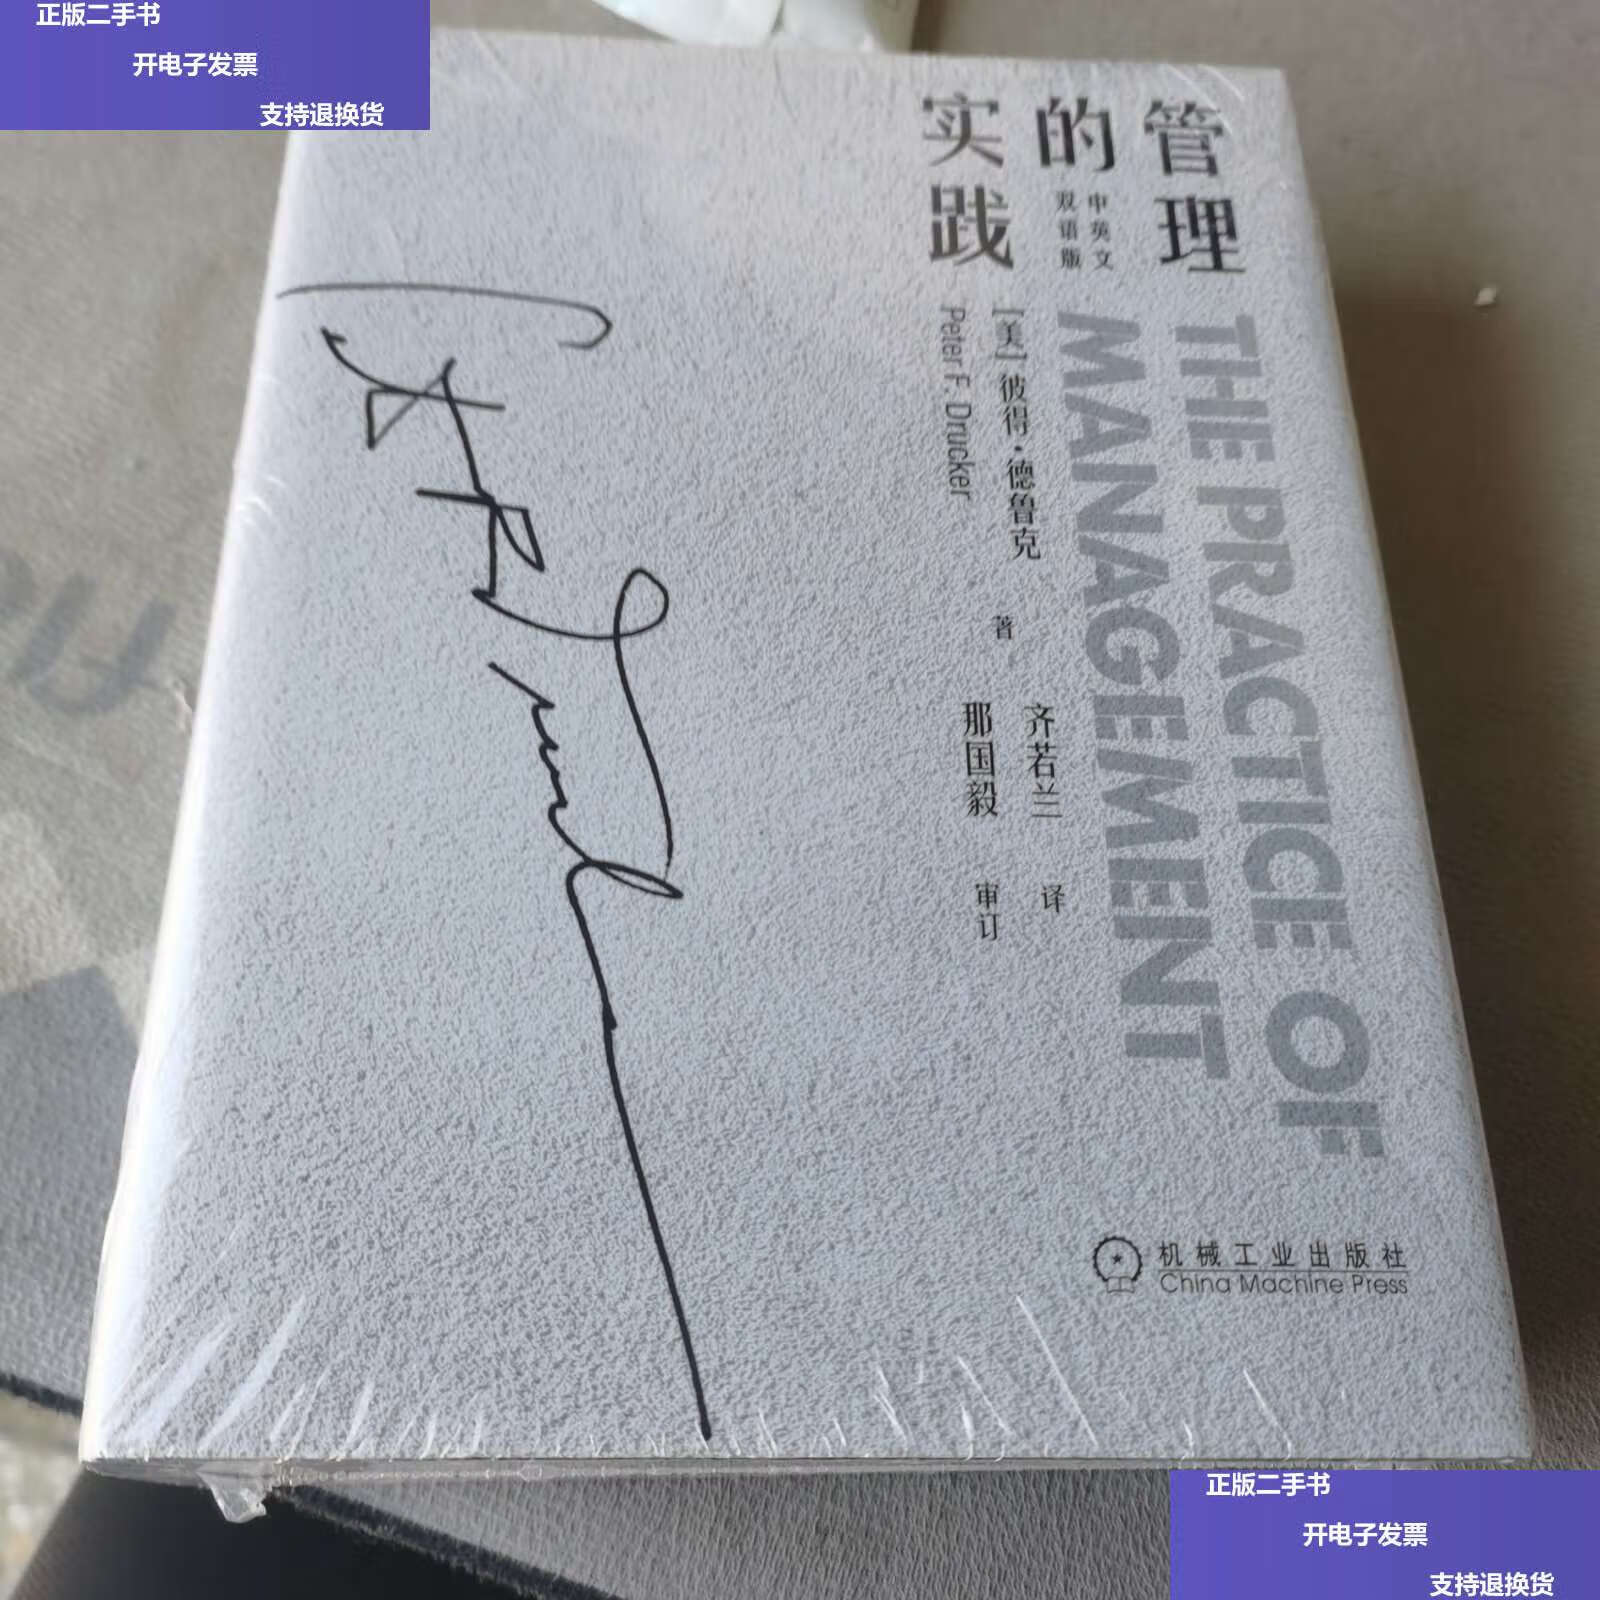 正版二手书
开电子发票
支持退换货
管理
的
实践
中英文
双语版
THE PRACTICE OF
MANAGEMENT
[美] 彼得·德鲁克 著
Peter F. Drucker
齐若兰 译
那国毅 审订
机械工业出版社
China Machine Press
正版二手书
开电子发票
支持退换货